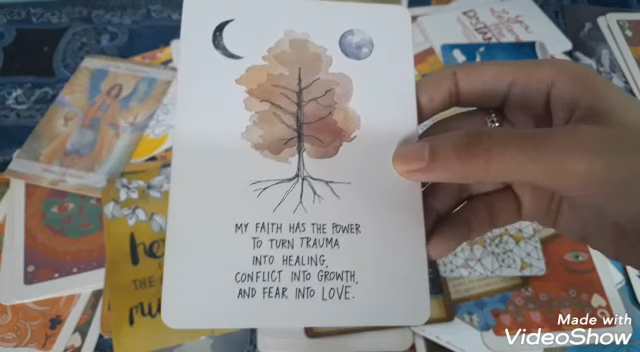 MY FAITH HAS THE POWER
TO TURN TRAUMA
INTO HEALING,
CONFLICT INTO GROWTH,
AND FEAR INTO LOVE.
Made with
VideoShow